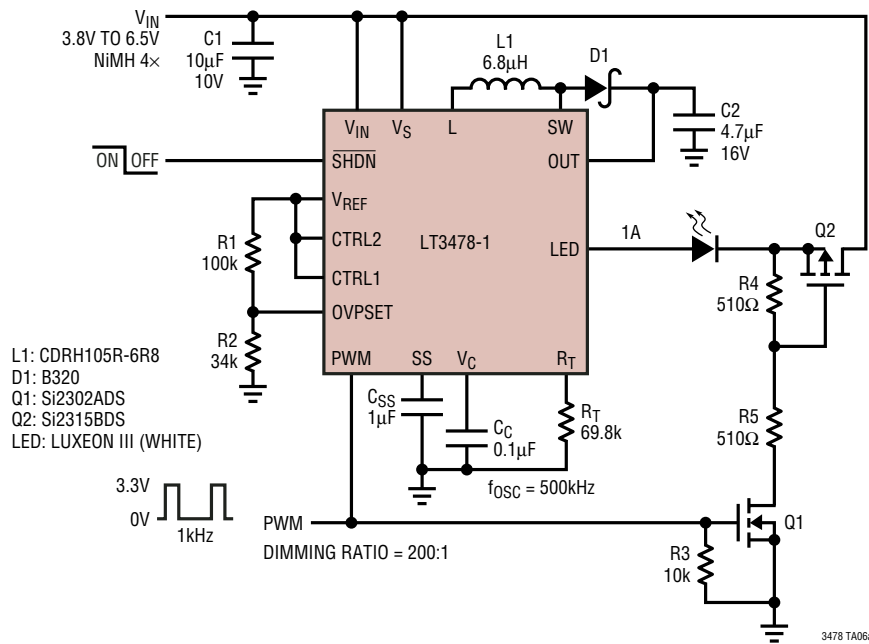 VIN
3.8V TO 6.5V
NiMH 4×
C1
10µF
10V
L1
6.8µH
D1
C2
4.7µF
16V
VIN
VS
L
SW
ON OFF
SHDN
OUT
VREF
CTRL2
LT3478-1
LED
1A
Q2
R1
100k
CTRL1
R4
510Ω
OVPSET
R2
34k
PWM
SS
VC
RT
L1: CDRH105R-6R8
D1: B320
Q1: Si2302ADS
Q2: Si2315BDS
LED: LUXEON III (WHITE)
CSS
1µF
CC
0.1µF
RT
69.8k
R5
510Ω
fOSC = 500kHz
3.3V
0V
1kHz
PWM
Q1
DIMMING RATIO = 200:1
R3
10k